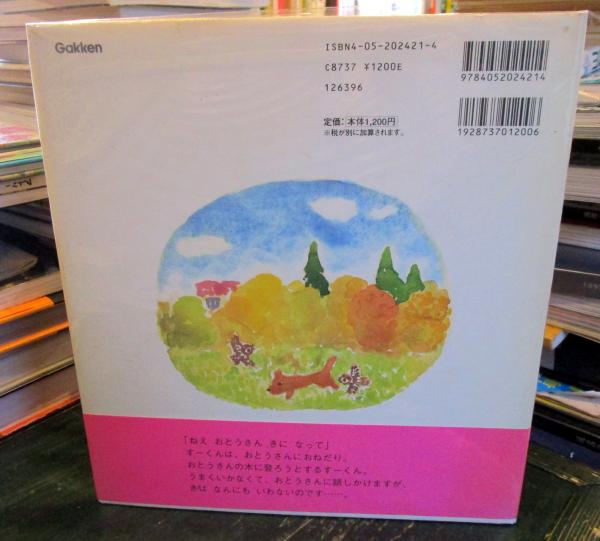 Gakken
ISBN4-05-202421-4
C8737 ¥1200E
126396
9784052024214
定価: 本体1,200円
※税が別に加算されます。
1928737012006
「ねえ おとうさん きに なって」
すーくんは、おとうさんにおねだり。
おとうさんの木に登ろうとするすーくん。
うまくいかなくて、おとうさんに話しかけますが、
きは なんにも いわないのです……。